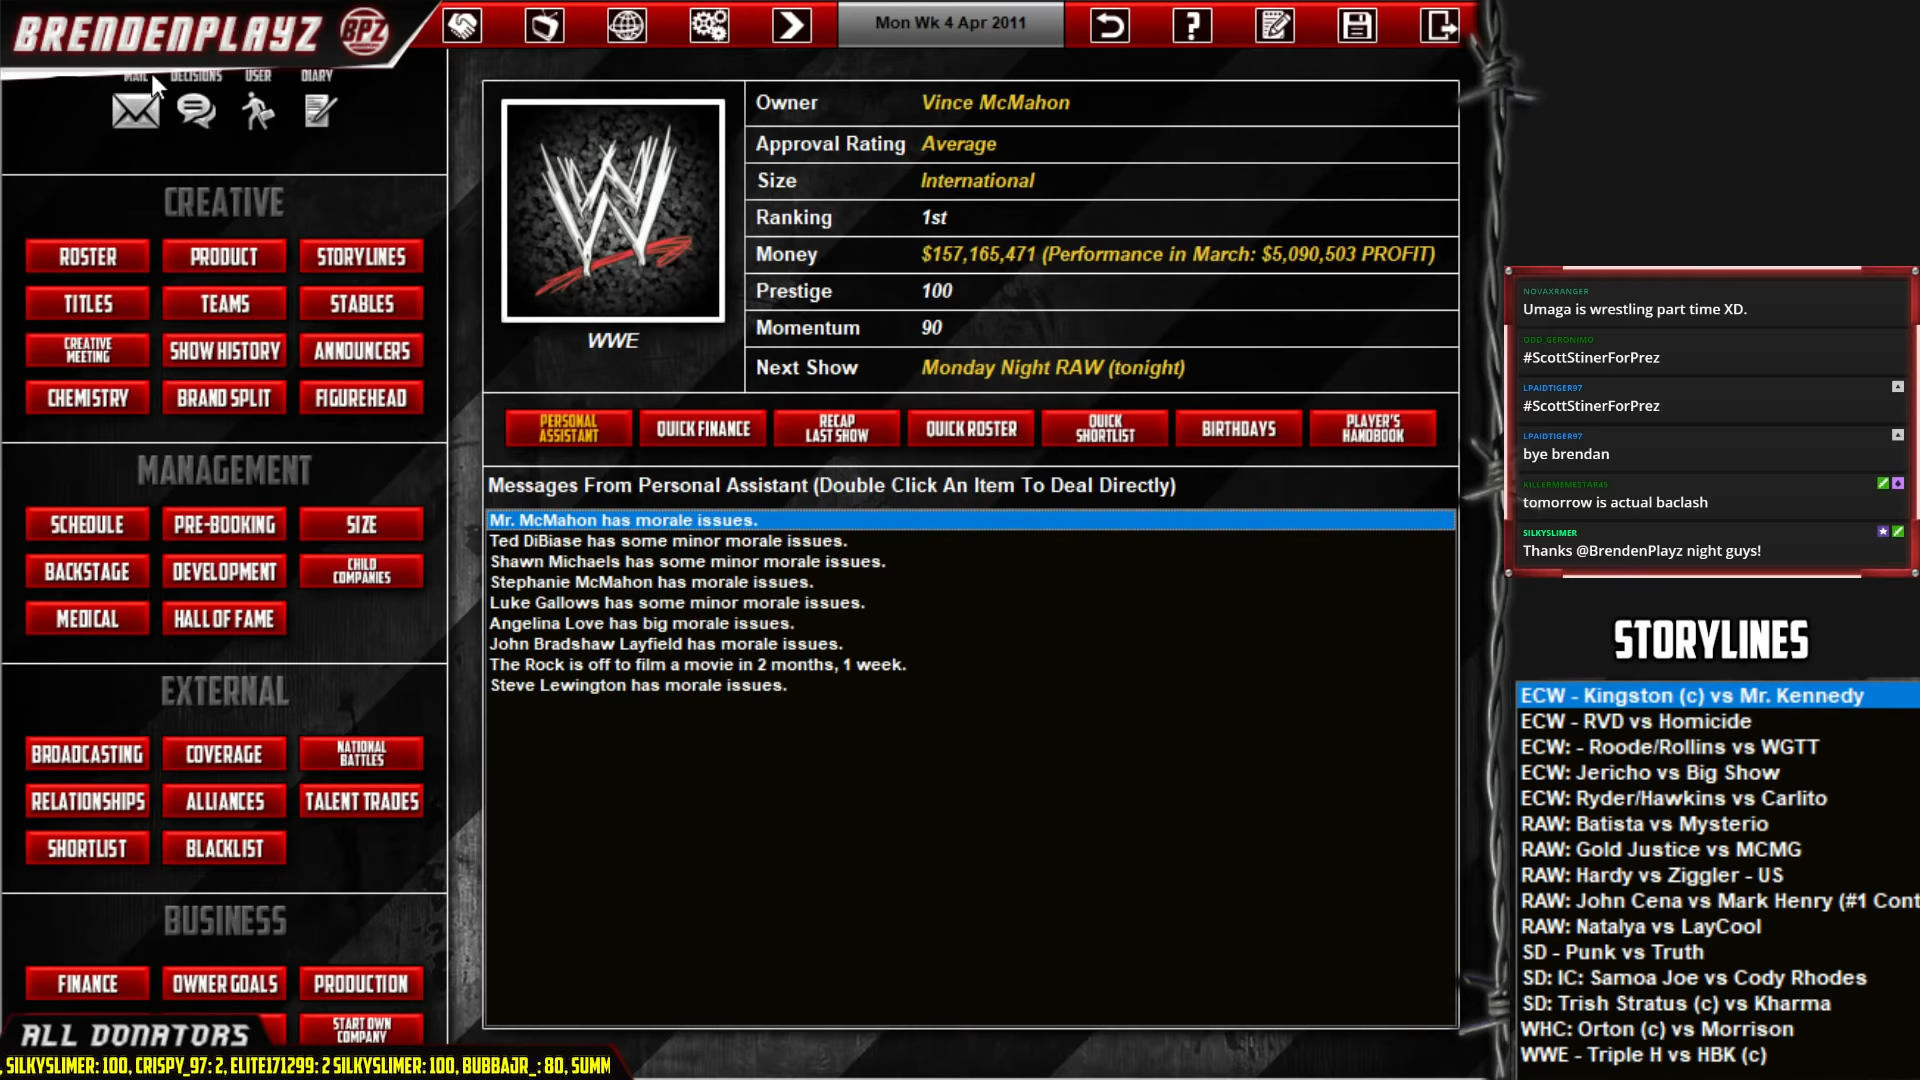 BRENDENPLAYZ BPZ
Mon Wk 4 Apr 2011
MAIL DECISIONS USER DIARY
CREATIVE
ROSTER PRODUCT STORYLINES
TITLES TEAMS STABLES
CREATIVE MEETING SHOW HISTORY ANNOUNCERS
CHEMISTRY BRAND SPLIT FIGUREHEAD
MANAGEMENT
SCHEDULE PRE-BOOKING SIZE
BACKSTAGE DEVELOPMENT CHILD COMPANIES
MEDICAL HALL OF FAME
EXTERNAL
BROADCASTING COVERAGE NATIONAL BATTLES
RELATIONSHIPS ALLIANCES TALENT TRADES
SHORTLIST BLACKLIST
BUSINESS
FINANCE OWNER GOALS PRODUCTION
START OWN COMPANY
ALL DONATORS
, SILKYSLIMER: 100, CRISPY_97: 2, ELITE171299: 2 SILKYSLIMER: 100, BUBBAJR_: 80, SUMM
WWE
Owner Vince McMahon
Approval Rating Average
Size International
Ranking 1st
Money $157,165,471 (Performance in March: $5,090,503 PROFIT)
Prestige 100
Momentum 90
Next Show Monday Night RAW (tonight)
PERSONAL ASSISTANT QUICK FINANCE RECAP LAST SHOW QUICK ROSTER QUICK SHORTLIST BIRTHDAYS PLAYER'S HANDBOOK
Messages From Personal Assistant (Double Click An Item To Deal Directly)
Mr. McMahon has morale issues.
Ted DiBiase has some minor morale issues.
Shawn Michaels has some minor morale issues.
Stephanie McMahon has morale issues.
Luke Gallows has some minor morale issues.
Angelina Love has big morale issues.
John Bradshaw Layfield has morale issues.
The Rock is off to film a movie in 2 months, 1 week.
Steve Lewington has morale issues.
NOVAXRANGER
Umaga is wrestling part time XD.
ODD_GERONIMO
#ScottStinerForPrez
LPAIDTIGER97
#ScottStinerForPrez
LPAIDTIGER97
bye brendan
KILLERMEMESTAR45
tomorrow is actual baclash
SILKYSLIMER
Thanks @BrendenPlayz night guys!
STORYLINES
ECW - Kingston (c) vs Mr. Kennedy
ECW - RVD vs Homicide
ECW: - Roode/Rollins vs WGTT
ECW: Jericho vs Big Show
ECW: Ryder/Hawkins vs Carlito
RAW: Batista vs Mysterio
RAW: Gold Justice vs MCMG
RAW: Hardy vs Ziggler - US
RAW: John Cena vs Mark Henry (#1 Cont
RAW: Natalya vs LayCool
SD - Punk vs Truth
SD: IC: Samoa Joe vs Cody Rhodes
SD: Trish Stratus (c) vs Kharma
WHC: Orton (c) vs Morrison
WWE - Triple H vs HBK (c)